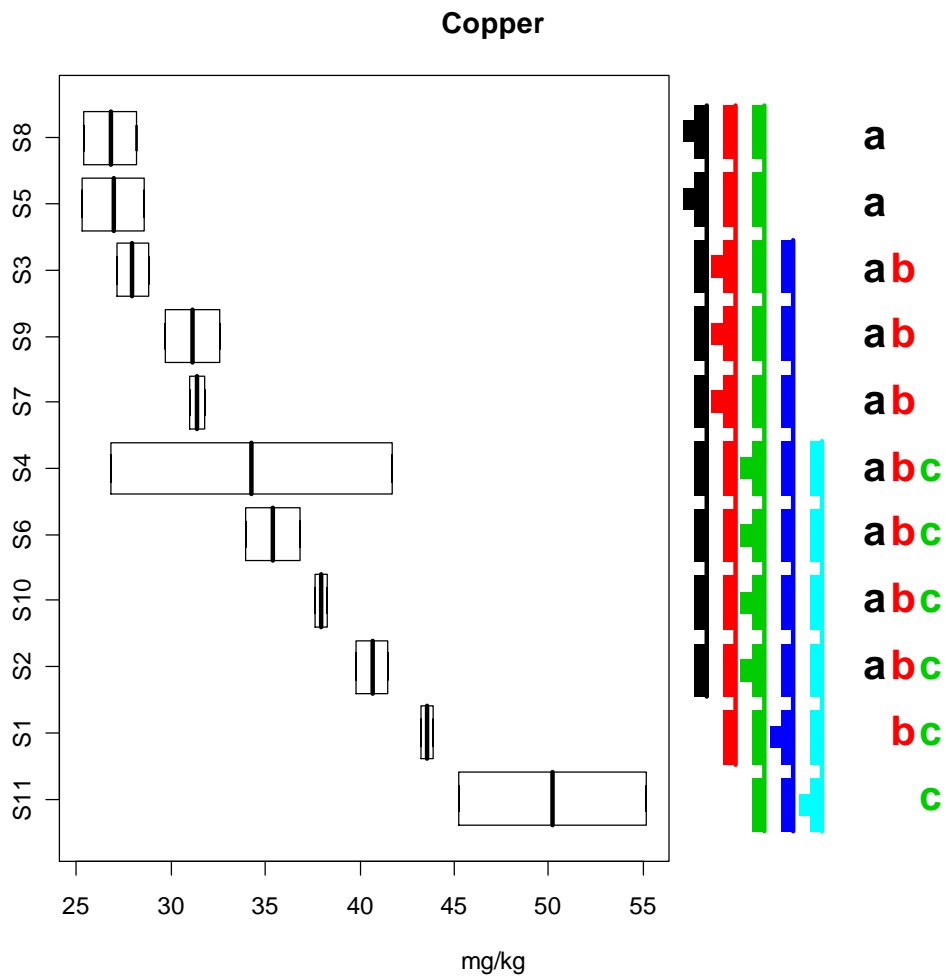 Copper
S8 a
S5 a
S3 a b
S9 a b
S7 a b
S4 a b c
S6 a b c
S10 a b c
S2 a b c
S1 b c
S11 c
25 30 35 40 45 50 55
mg/kg